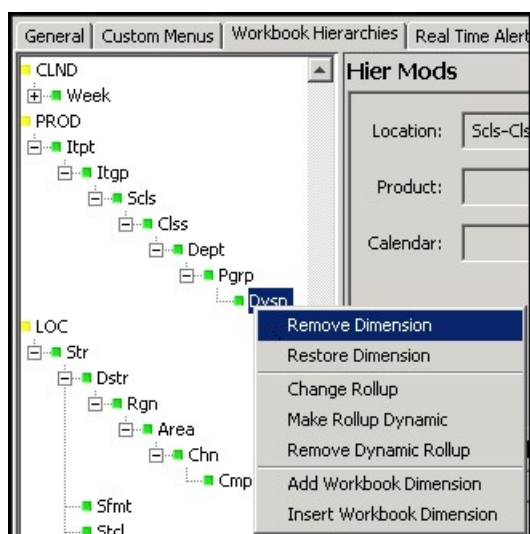 General
Custom Menus
Workbook Hierarchies
Real Time Alert
CLND
Week
PROD
Itpt
Itgp
Scls
Clss
Dept
Pgrp
Dvsn
LOC
Str
Dstr
Rgn
Area
Chn
Cmp
Sfmt
Stcl
Hier Mods
Location:
Scls-Cls
Product:
Calendar:
Remove Dimension
Restore Dimension
Change Rollup
Make Rollup Dynamic
Remove Dynamic Rollup
Add Workbook Dimension
Insert Workbook Dimension